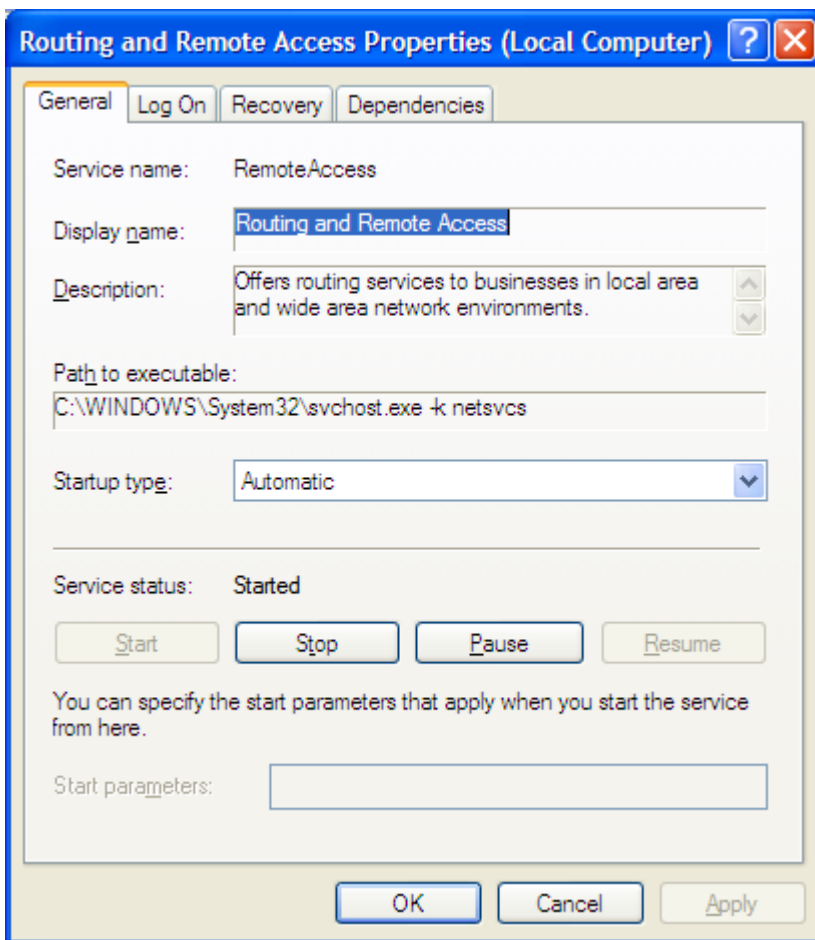 Routing and Remote Access Properties (Local Computer)
General Log On Recovery Dependencies
Service name: RemoteAccess
Display name: Routing and Remote Access
Description: Offers routing services to businesses in local area
and wide area network environments.
Path to executable:
C:\WINDOWS\System32\svchost.exe -k netsvcs
Startup type: Automatic
Service status: Started
Start Stop Pause Resume
You can specify the start parameters that apply when you start the service
from here.
Start parameters:
OK Cancel Apply